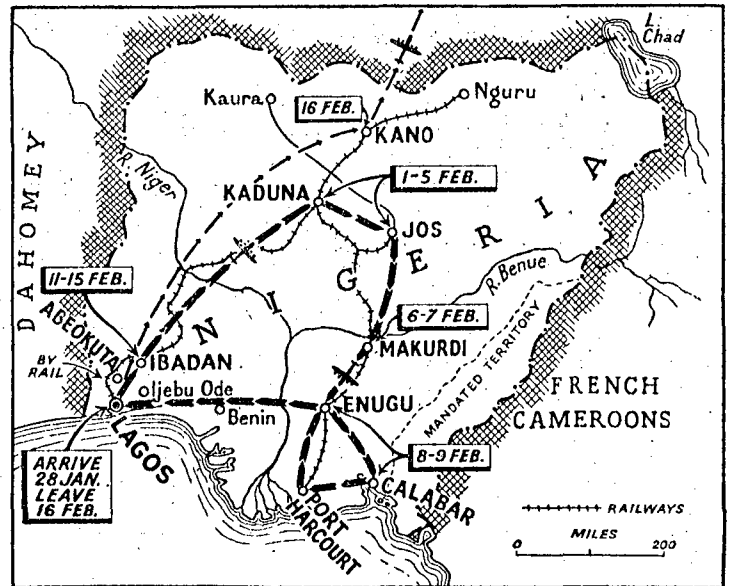 L.
Chad
Kaura
16 FEB.
Nguru
KANO
DAHOMEY
R. Niger
KADUNA
1-5 FEB.
JOS
NIGERIA
R. Benue
11-15 FEB.
6-7 FEB.
ABEOKUTA
IBADAN
MAKURDI
BY
RAIL
Ijebu Ode
Benin
ENUGU
MANDATED TERRITORY
FRENCH
CAMEROONS
LAGOS
8-9 FEB.
ARRIVE
28 JAN.
LEAVE
16 FEB.
PORT
HARCOURT
CALABAR
RAILWAYS
MILES
0 200